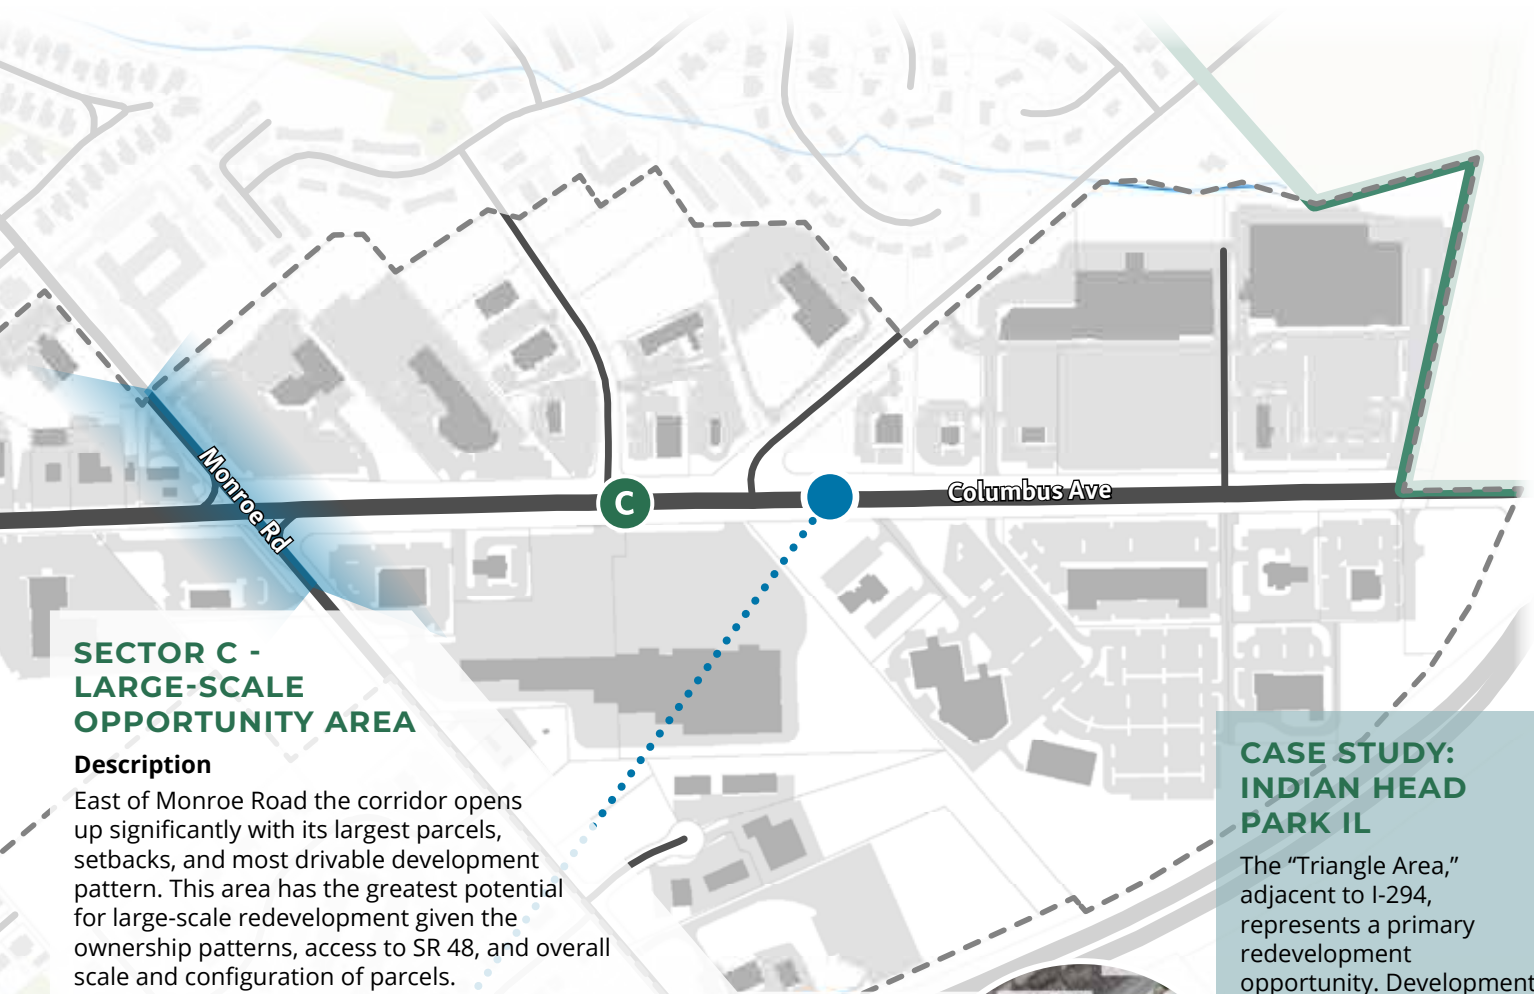 Monroe Rd
C
Columbus Ave
SECTOR C -
LARGE-SCALE
OPPORTUNITY AREA
Description
East of Monroe Road the corridor opens
up significantly with its largest parcels,
setbacks, and most drivable development
pattern. This area has the greatest potential
for large-scale redevelopment given the
ownership patterns, access to SR 48, and overall
scale and configuration of parcels.
CASE STUDY:
INDIAN HEAD
PARK IL
The “Triangle Area,”
adjacent to I-294,
represents a primary
redevelopment
opportunity. Development